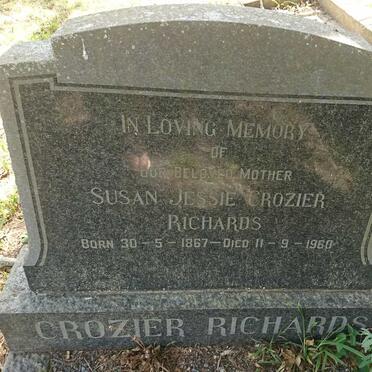 IN LOVING MEMORY
OF
OUR BELOVED MOTHER
SUSAN JESSIE CROZIER
RICHARDS
BORN 30-5-1867-DIED 11-9-1960
CROZIER RICHARDS